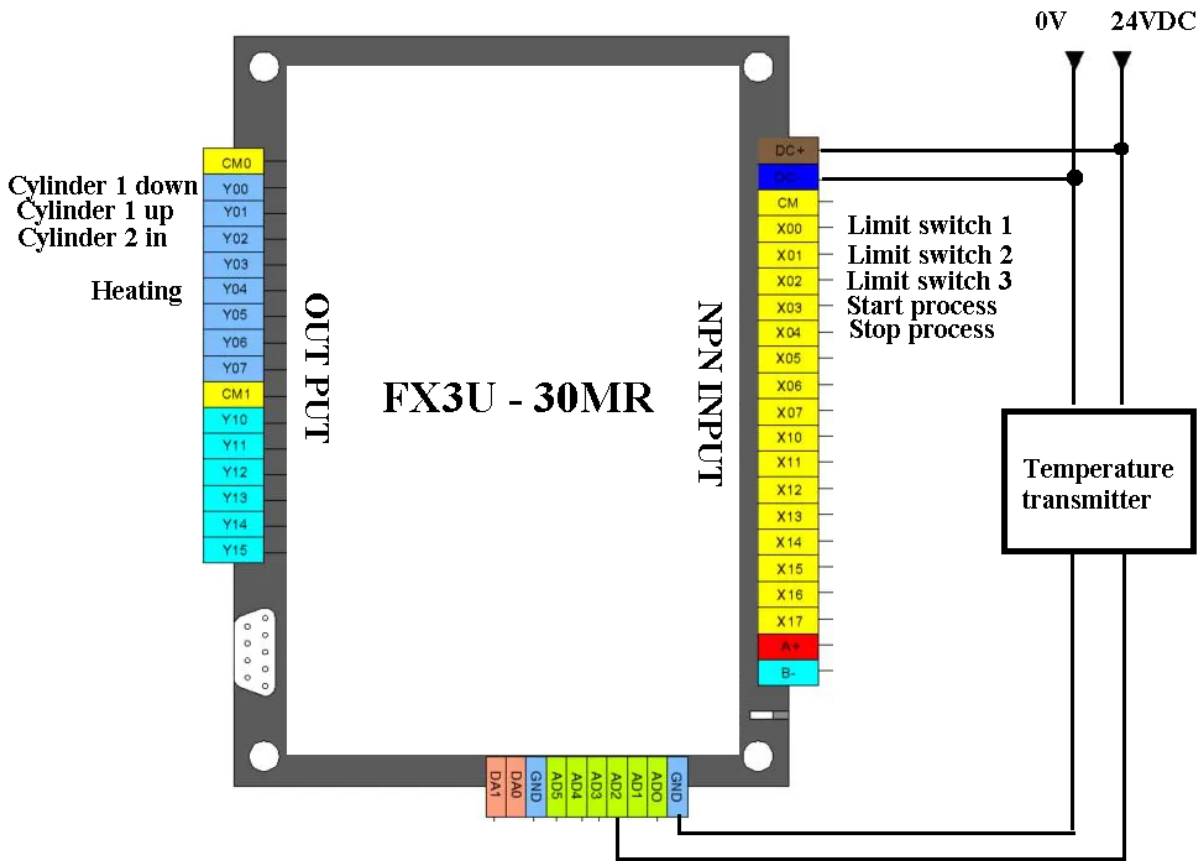 0V 24VDC
CM0
Y00
Y01
Y02
Y03
Y04
Y05
Y06
Y07
CM1
Y10
Y11
Y12
Y13
Y14
Y15
Cylinder 1 down
Cylinder 1 up
Cylinder 2 in
Heating
OUT PUT
FX3U - 30MR
NPN INPUT
DC+
DC-
CM
X00
X01
X02
X03
X04
X05
X06
X07
X10
X11
X12
X13
X14
X15
X16
X17
A+
B-
Limit switch 1
Limit switch 2
Limit switch 3
Start process
Stop process
Temperature
transmitter
DA1
DA0
GND
AD5
AD4
AD3
AD2
AD1
AD0
GND